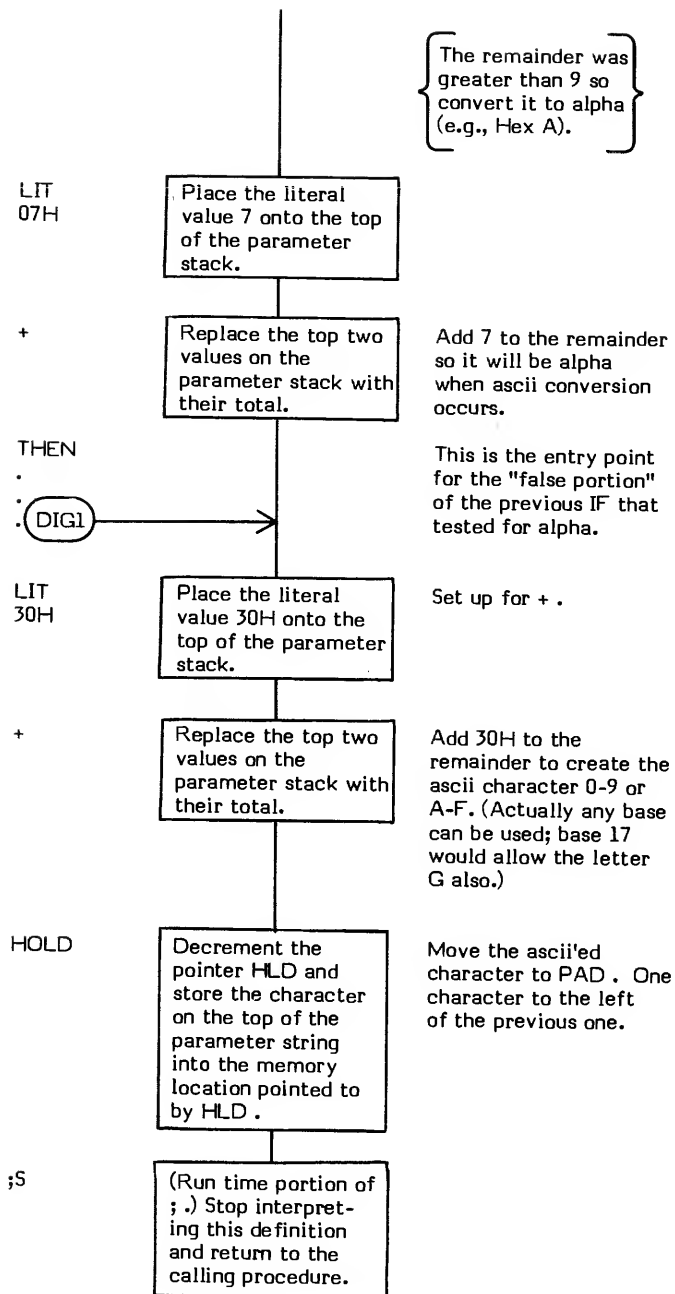 The remainder was
greater than 9 so
convert it to alpha
(e.g., Hex A).
LIT
07H
Place the literal
value 7 onto the top
of the parameter
stack.
+
Replace the top two
values on the
parameter stack with
their total.
Add 7 to the remainder
so it will be alpha
when ascii conversion
occurs.
THEN
.
.
.
DIG1
This is the entry point
for the "false portion"
of the previous IF that
tested for alpha.
LIT
30H
Place the literal
value 30H onto the
top of the parameter
stack.
Set up for + .
+
Replace the top two
values on the
parameter stack with
their total.
Add 30H to the
remainder to create the
ascii character 0-9 or
A-F. (Actually any base
can be used; base 17
would allow the letter
G also.)
HOLD
Decrement the
pointer HLD and
store the character
on the top of the
parameter string
into the memory
location pointed to
by HLD .
Move the ascii'ed
character to PAD . One
character to the left
of the previous one.
;S
(Run time portion of
; .) Stop interpret-
ing this definition
and return to the
calling procedure.